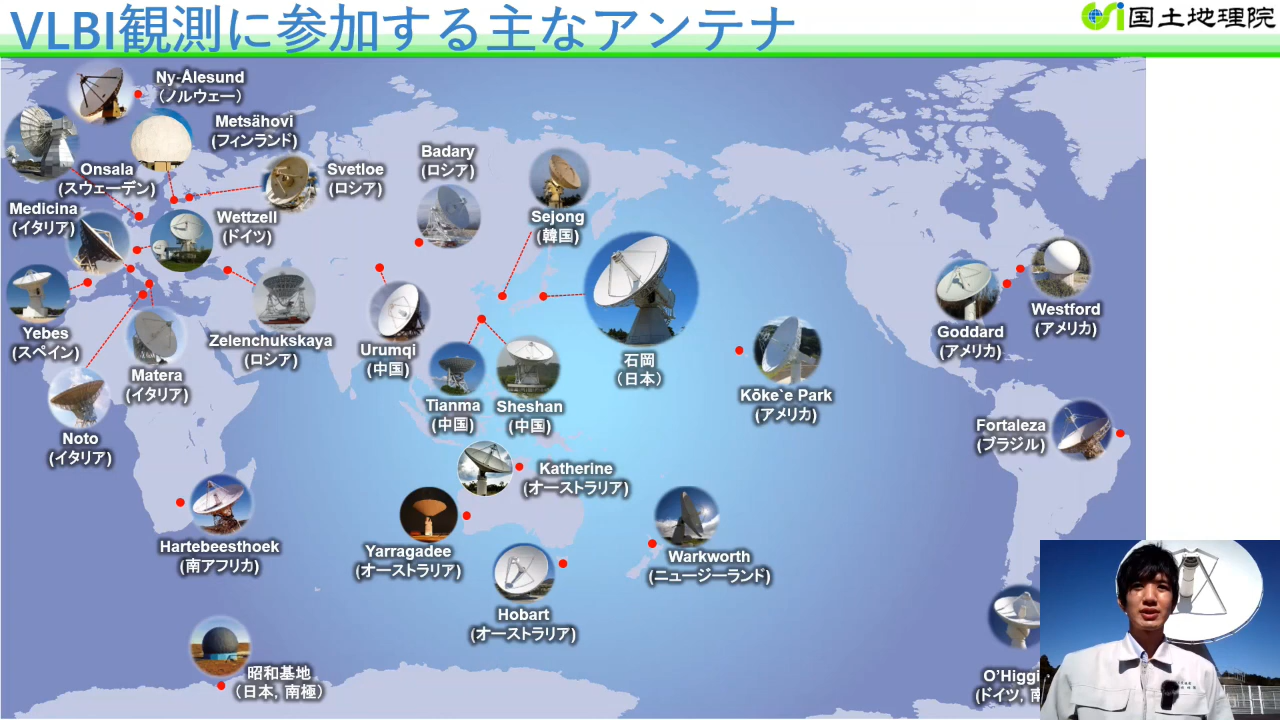 VLBI観測に参加する主なアンテナ
国土地理院
Ny-Ålesund
（ノルウェー）
Metsähovi
(フィンランド)
Onsala
(スウェーデン)
Svetloe
(ロシア)
Badary
(ロシア)
Sejong
(韓国)
Medicina
(イタリア)
Wettzell
(ドイツ)
Yebes
(スペイン)
Zelenchukskaya
(ロシア)
Urumqi
(中国)
石岡
（日本）
Goddard
(アメリカ)
Westford
(アメリカ)
Matera
(イタリア)
Tianma
(中国)
Sheshan
(中国)
Kōke`e Park
(アメリカ)
Noto
(イタリア)
Fortaleza
(ブラジル)
Katherine
(オーストラリア)
Hartebeesthoek
(南アフリカ)
Yarragadee
(オーストラリア)
Warkworth
(ニュージーランド)
Hobart
(オーストラリア)
昭和基地
（日本, 南極）
O'Higgi
(ドイツ, 南